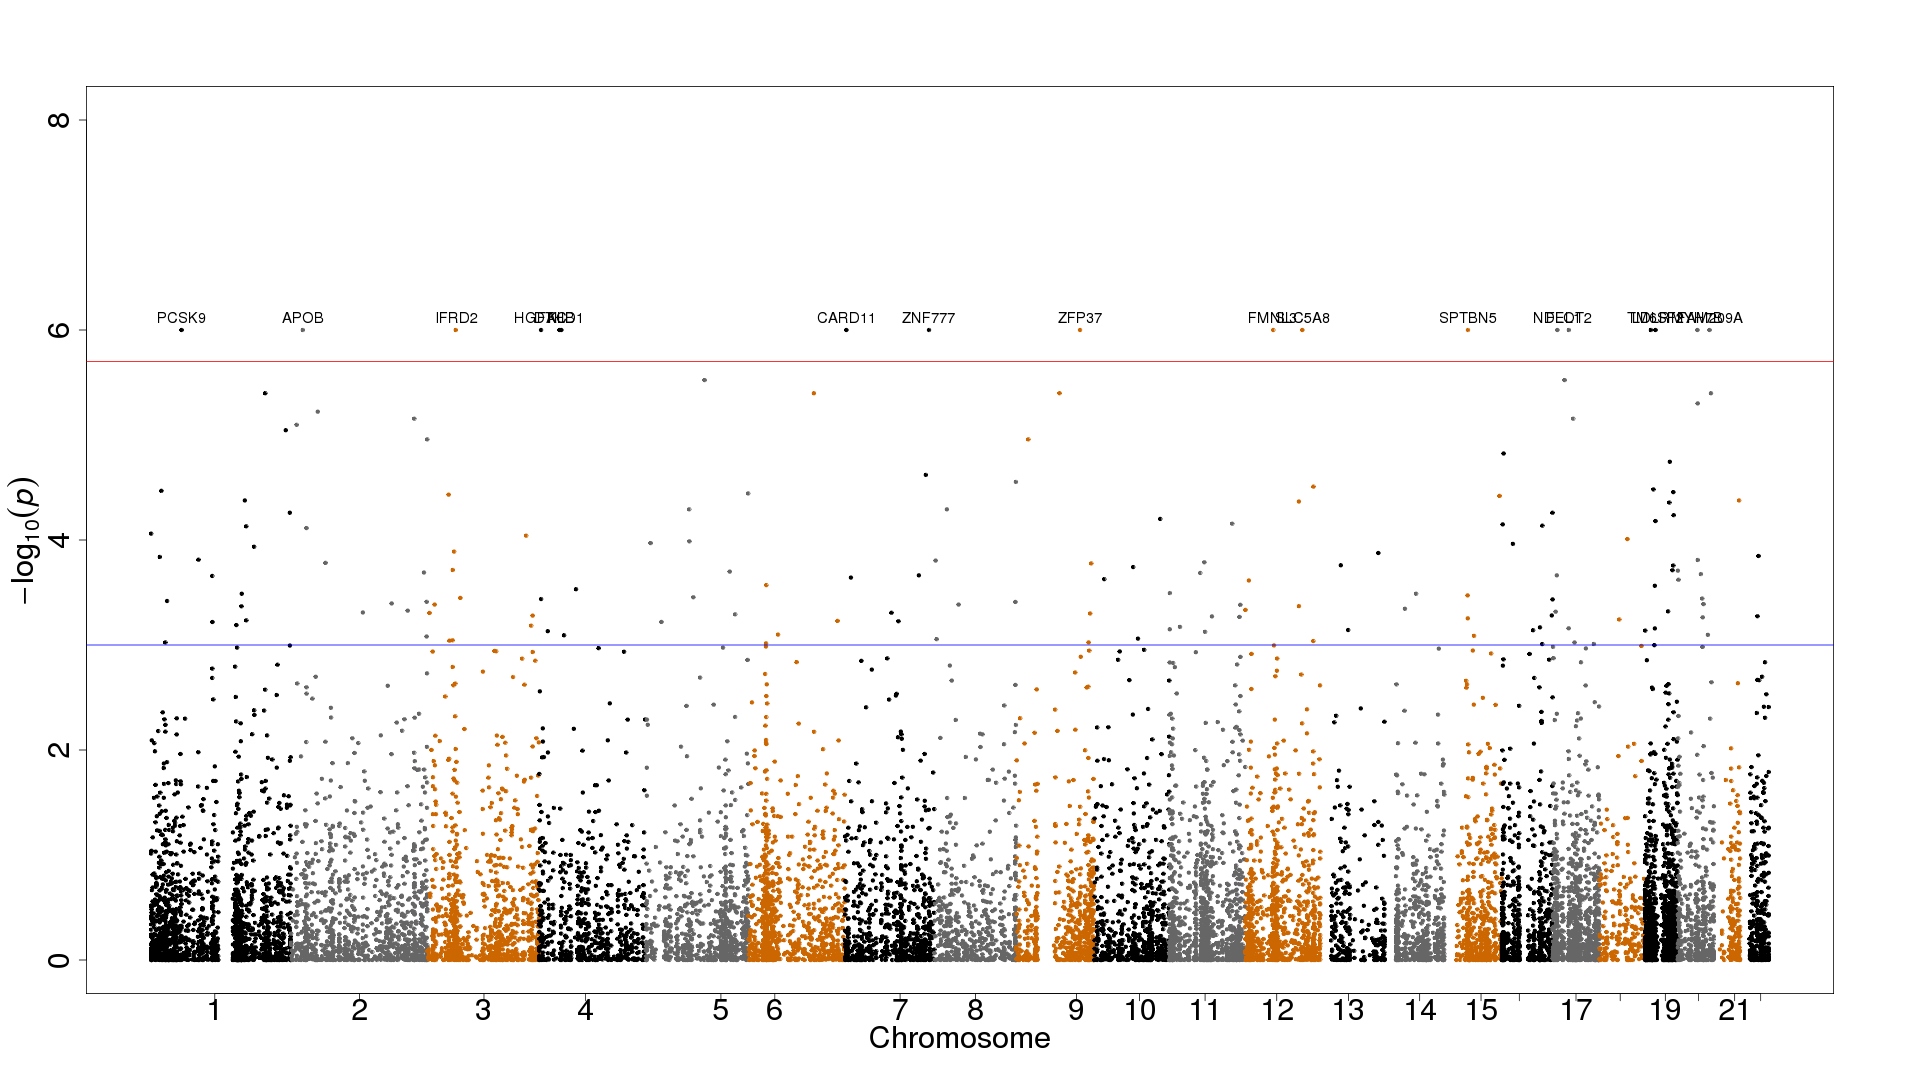 8
PCSK9 APOB IFRD2 CARD11 ZNF777 ZFP37 FMNL3 SLC5A8 SPTBN5
6
4
2
0
−log10(p)
1 2 3 4 5 6 7 8 9 10 11 12 13 14 15 17 19 21
Chromosome